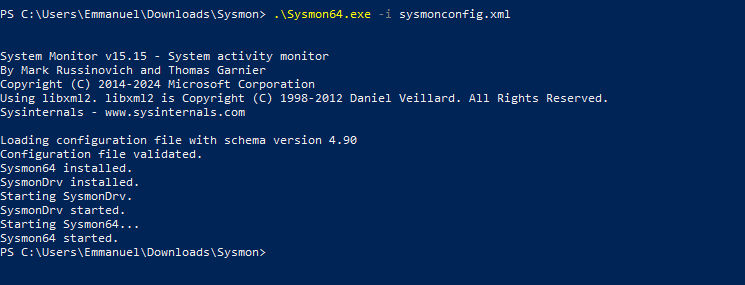 PS C:\Users\Emmanuel\Downloads\Sysmon> .\Sysmon64.exe -i sysmonconfig.xml
System Monitor v15.15 - System activity monitor
By Mark Russinovich and Thomas Garnier
Copyright (C) 2014-2024 Microsoft Corporation
Using libxml2. libxml2 is Copyright (C) 1998-2012 Daniel Veillard. All Rights Reserved.
Sysinternals - www.sysinternals.com
Loading configuration file with schema version 4.90
Configuration file validated.
Sysmon64 installed.
SysmonDrv installed.
Starting SysmonDrv.
SysmonDrv started.
Starting Sysmon64...
Sysmon64 started.
PS C:\Users\Emmanuel\Downloads\Sysmon>